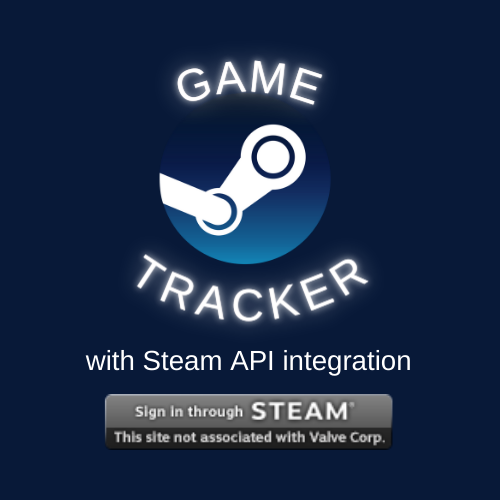 GAME
TRACKER
with Steam API integration
Sign in through STEAM®
This site not associated with Valve Corp.